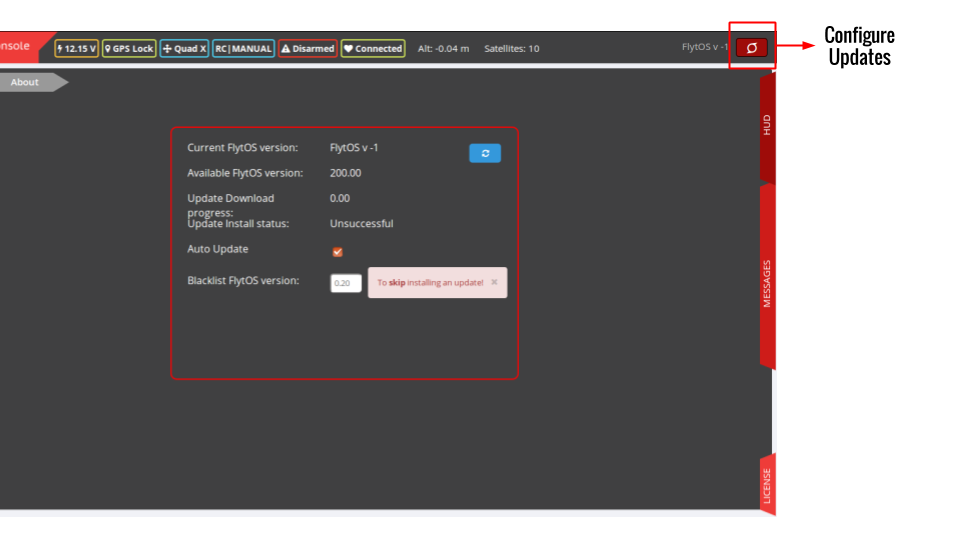 nsole 12.15 V GPS Lock Quad X RC|MANUAL Disarmed Connected Alt: -0.04 m Satellites: 10 FlytOS v -1
Configure
Updates
About
HUD
Current FlytOS version: FlytOS v -1
Available FlytOS version: 200.00
Update Download 0.00
progress:
Update Install status: Unsuccessful
Auto Update
Blacklist FlytOS version: 0.20 To skip installing an update! ×
MESSAGES
LICENSE